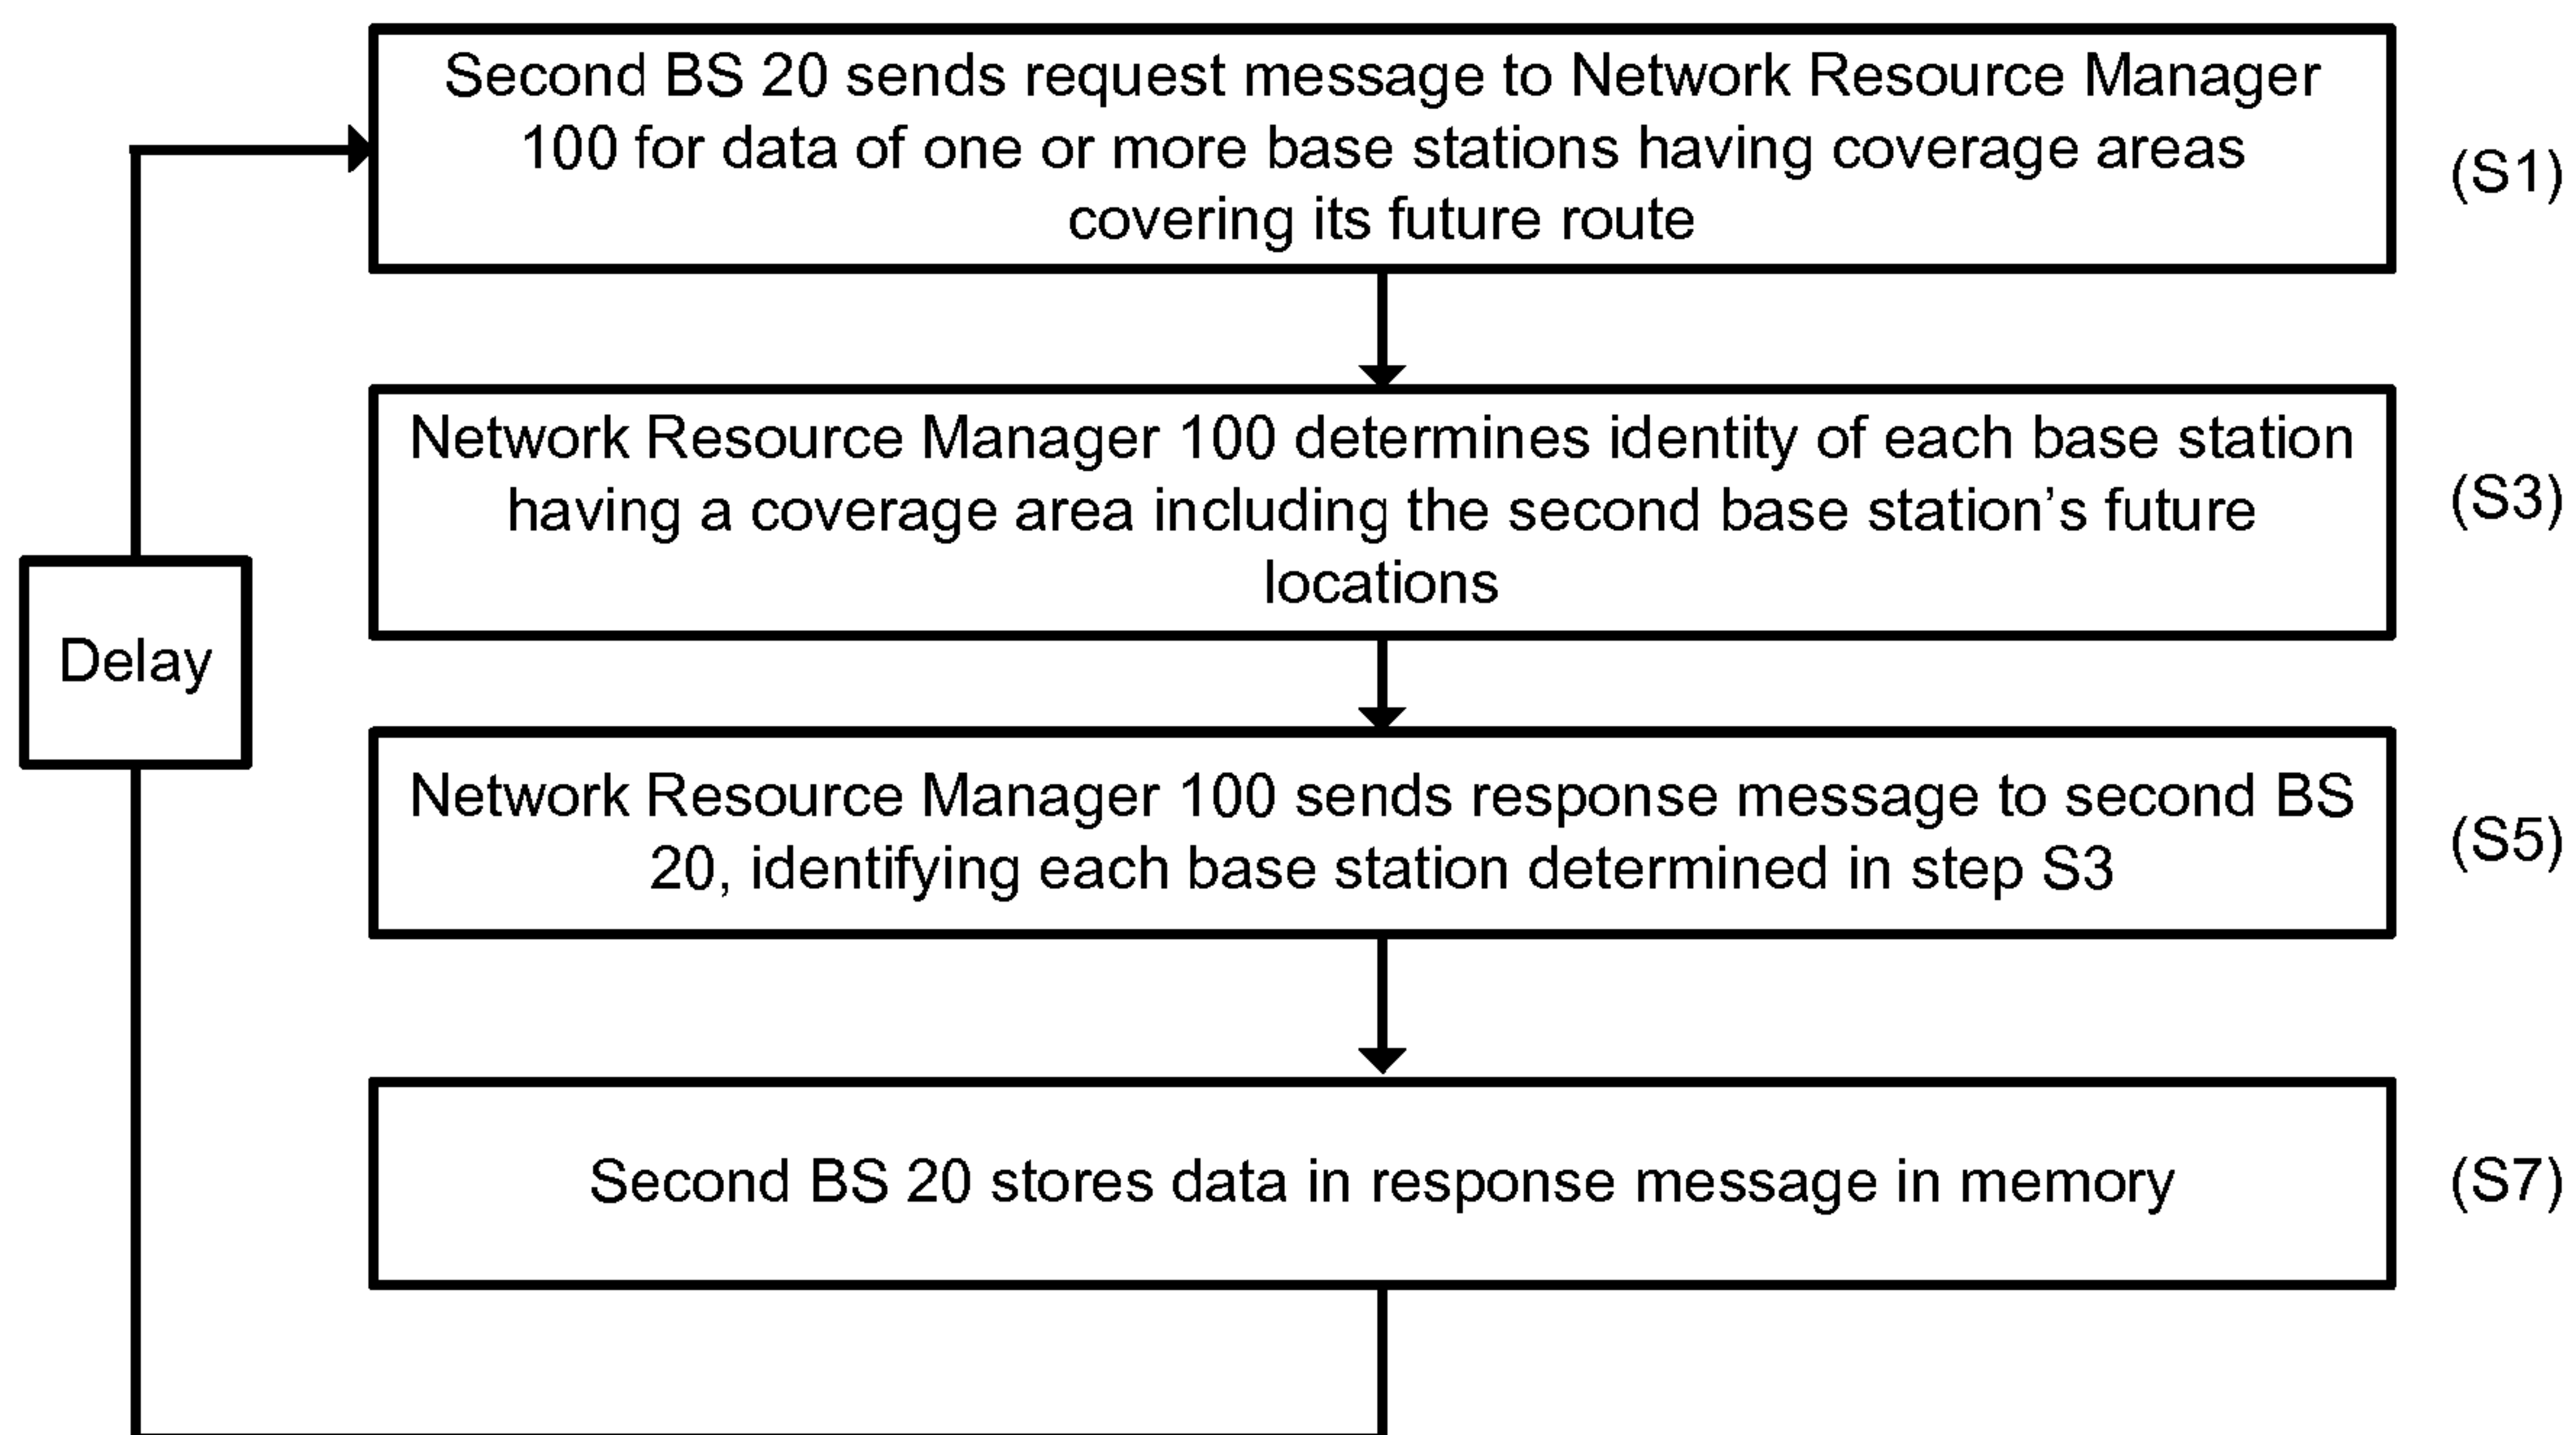 Second BS 20 sends request message to Network Resource Manager
100 for data of one or more base stations having coverage areas
covering its future route
(S1)
Network Resource Manager 100 determines identity of each base station
having a coverage area including the second base station’s future
locations
(S3)
Delay
Network Resource Manager 100 sends response message to second BS
20, identifying each base station determined in step S3
(S5)
Second BS 20 stores data in response message in memory
(S7)